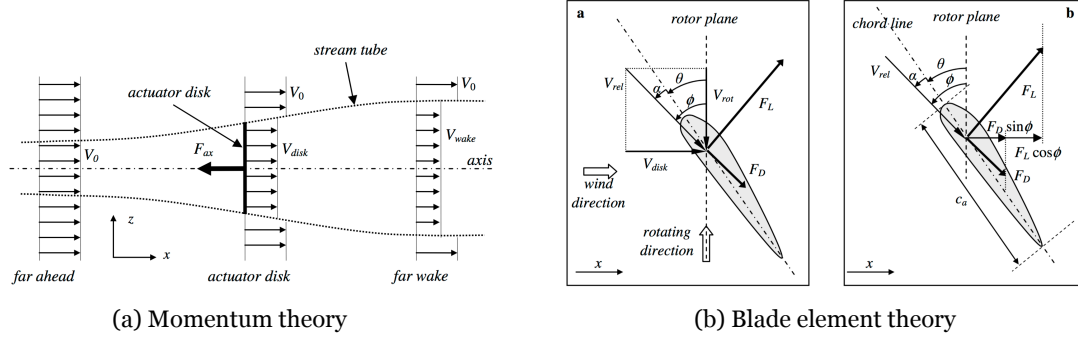 stream tube
actuator disk
V0
V0
V0
V0
Fax
Vdisk
Vwake
axis
z
x
far ahead
actuator disk
far wake
(a) Momentum theory
a
rotor plane
Vrel
α
θ
ϕ
Vrot
FL
Vdisk
FD
wind
direction
rotating
direction
x
b
chord line
rotor plane
Vrel
α
θ
ϕ
FL
FD sinϕ
FL cosϕ
FD
ca
x
(b) Blade element theory